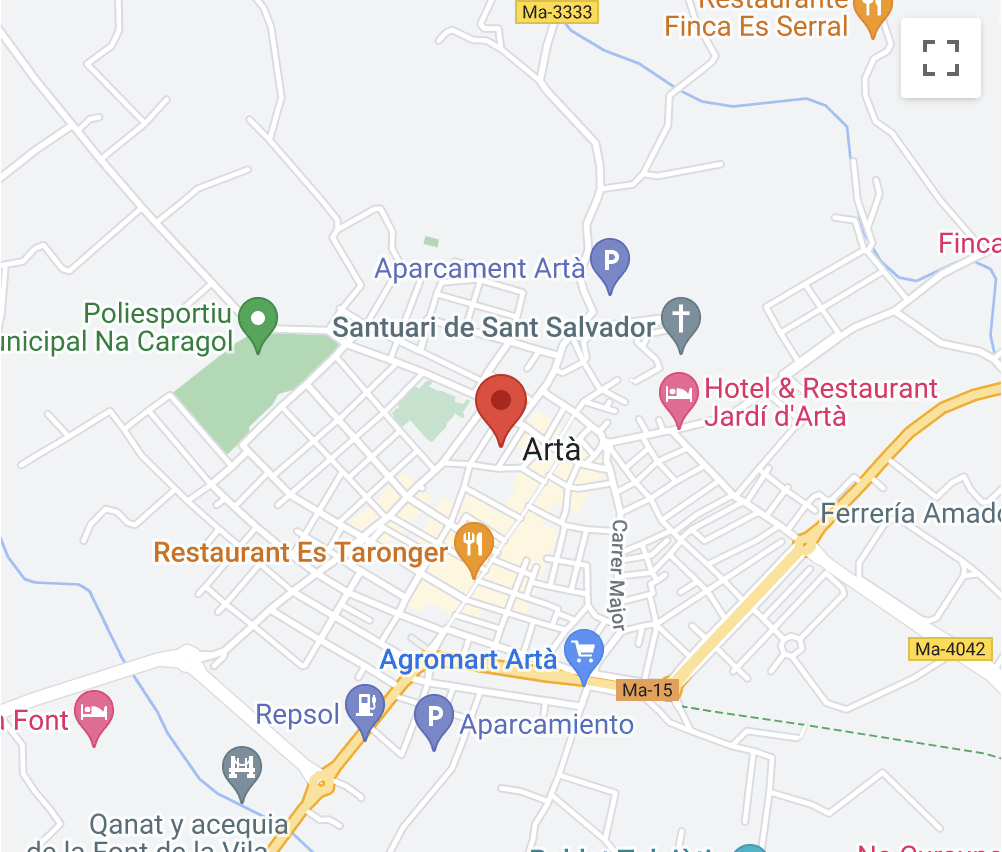 Ma-3333
Restaurante
Finca Es Serral
Finca
Aparcament Artà
Poliesportiu
unicipal Na Caragol
Santuari de Sant Salvador
Hotel & Restaurant
Jardí d'Artà
Artà
Ferrería Amado
Restaurant Es Taronger
Carrer Major
Ma-4042
Agromart Artà
Ma-15
Font
Repsol
Aparcamiento
Qanat y acequia
de la Font de la Vila